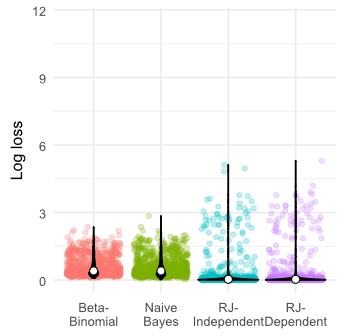 12
9
6
3
0
Log loss
Beta-
Binomial
Naive
Bayes
RJ-
Independent
RJ-
Dependent